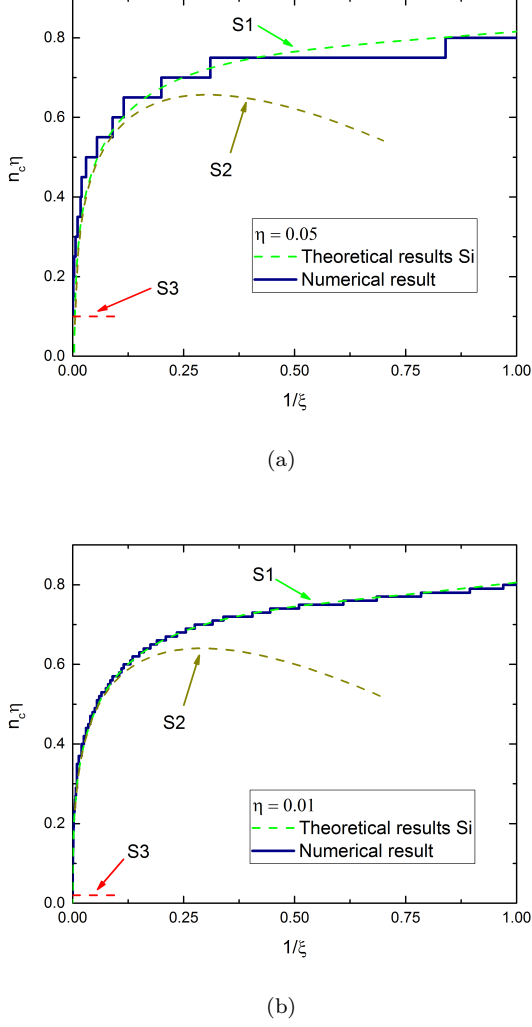 S1
0.8
0.6
S2
n_cη
0.4
η = 0.05
Theoretical results Si
Numerical result
0.2
S3
0.0
0.00 0.25 0.50 0.75 1.00
1/ξ
(a)
0.8
S1
0.6
S2
n_cη
0.4
η = 0.01
Theoretical results Si
Numerical result
0.2
S3
0.0
0.00 0.25 0.50 0.75 1.00
1/ξ
(b)